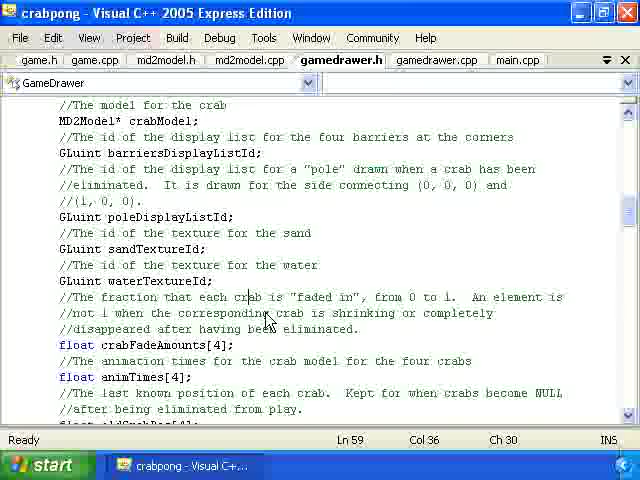 crabpong - Visual C++ 2005 Express Edition
File Edit View Project Build Debug Tools Window Community Help
game.h game.cpp md2model.h md2model.cpp gamedrawer.h gamedrawer.cpp main.cpp
GameDrawer
//The model for the crab
MD2Model* crabModel;
//The id of the display list for the four barriers at the corners
GLuint barriersDisplayListId;
//The id of the display list for a "pole" drawn when a crab has been
//eliminated.  It is drawn for the side connecting (0, 0, 0) and
//(1, 0, 0).
GLuint poleDisplayListId;
//The id of the texture for the sand
GLuint sandTextureId;
//The id of the texture for the water
GLuint waterTextureId;
//The fraction that each crab is "faded in", from 0 to 1.  An element is
//not 1 when the corresponding crab is shrinking or completely
//disappeared after having been eliminated.
float crabFadeAmounts[4];
//The animation times for the crab model for the four crabs
float animTimes[4];
//The last known position of each crab.  Kept for when crabs become NULL
//after being eliminated from play.
Ready Ln 59 Col 36 Ch 30 INS
start crabpong - Visual C+...